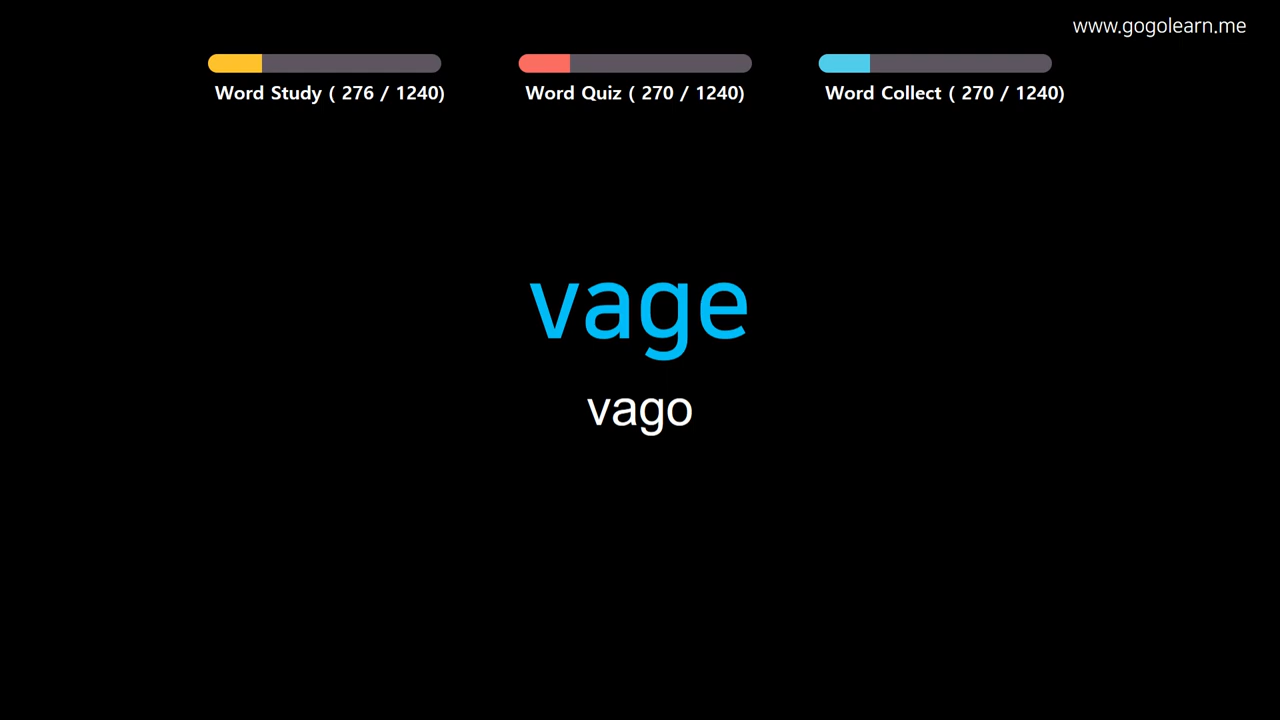 www.gogolearn.me
Word Study ( 276 / 1240)
Word Quiz ( 270 / 1240)
Word Collect ( 270 / 1240)
vage
vago